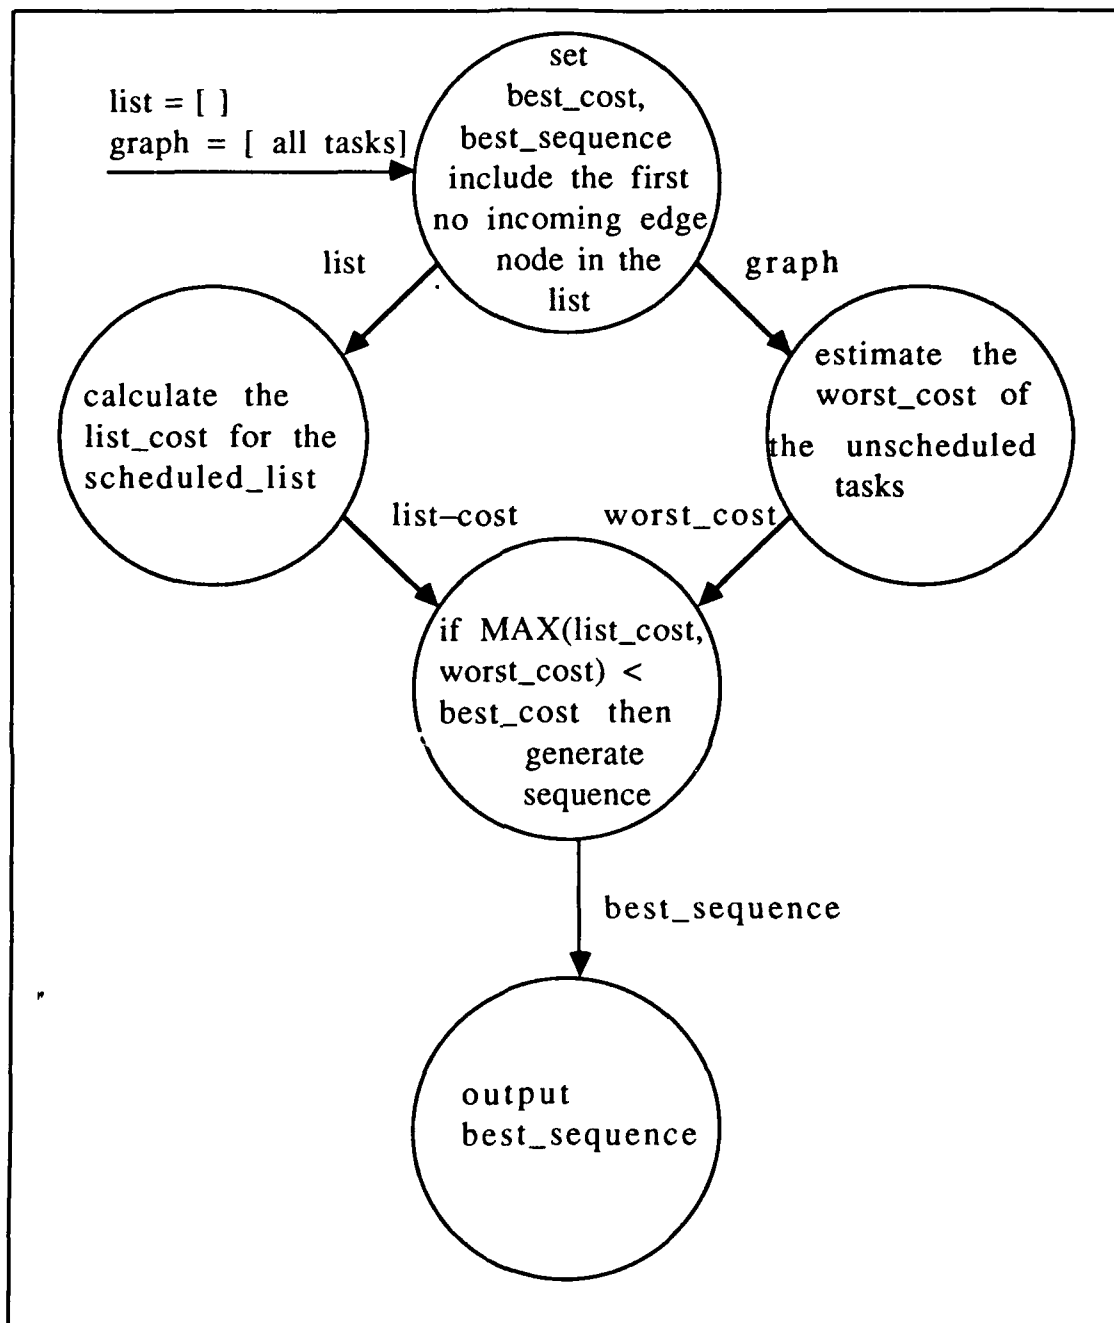 list = [ ]
graph = [ all tasks]
set
best_cost,
best_sequence
include the first
no incoming edge
node in the
list
list
graph
calculate the
list_cost for the
scheduled_list
estimate the
worst_cost of
the unscheduled
tasks
list–cost
worst_cost
if MAX(list_cost,
worst_cost) <
best_cost then
generate
sequence
best_sequence
output
best_sequence